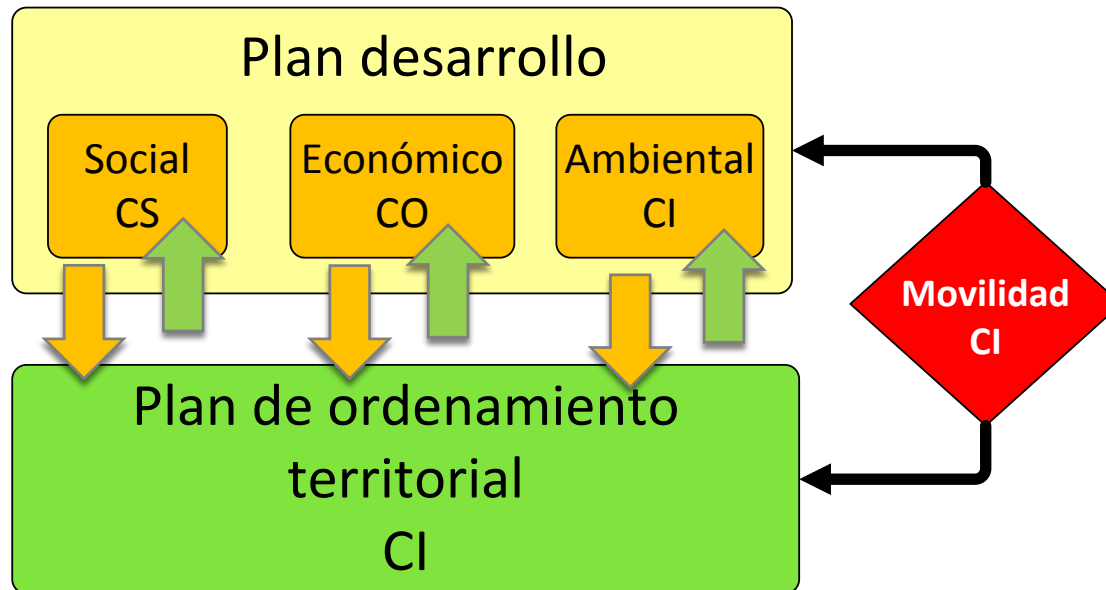 Plan desarrollo
Social
CS
Económico
CO
Ambiental
CI
Movilidad
CI
Plan de ordenamiento
territorial
CI